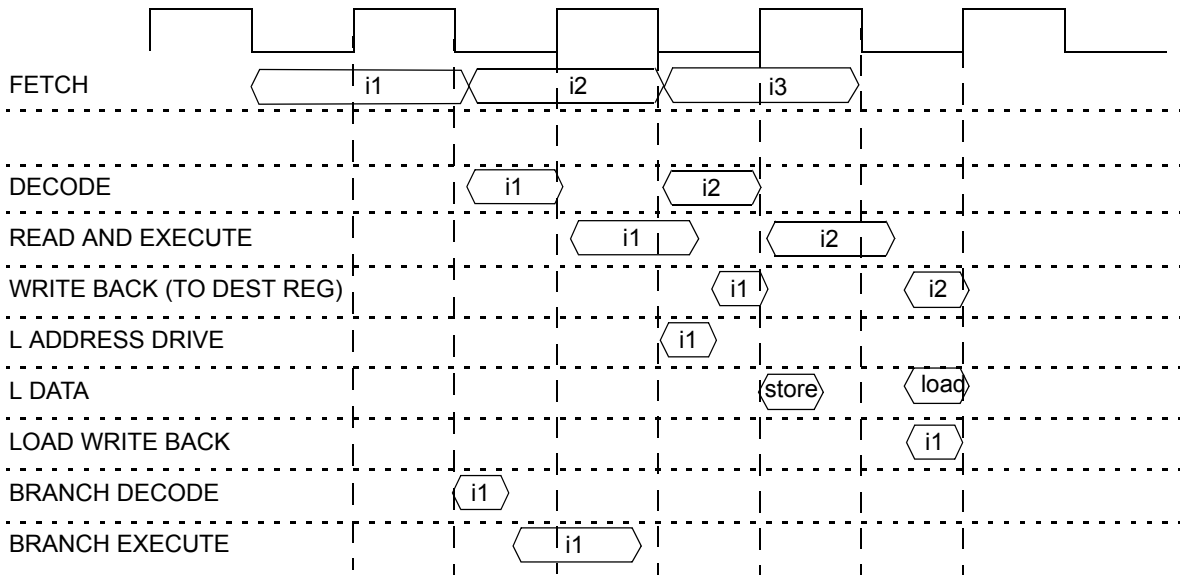 FETCH i1 i2 i3
DECODE i1 i2
READ AND EXECUTE i1 i2
WRITE BACK (TO DEST REG) i1 i2
L ADDRESS DRIVE i1
L DATA store load
LOAD WRITE BACK i1
BRANCH DECODE i1
BRANCH EXECUTE i1